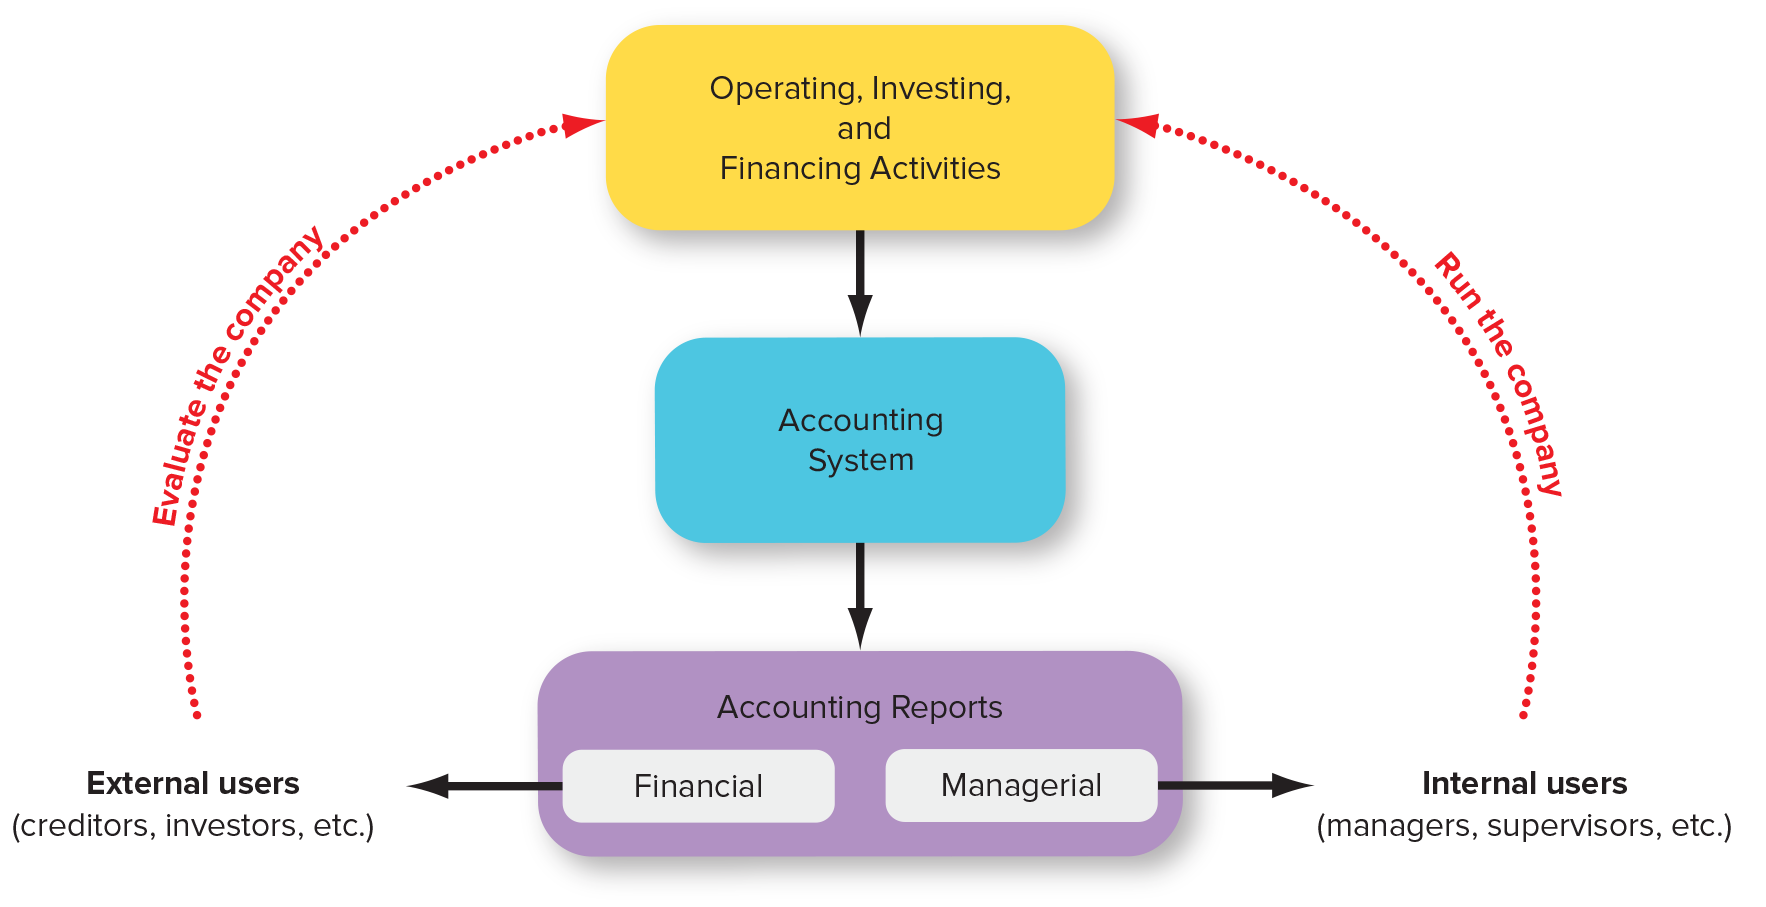 Operating, Investing,
and
Financing Activities
Evaluate the company
Run the company
Accounting
System
Accounting Reports
Financial
Managerial
External users
(creditors, investors, etc.)
Internal users
(managers, supervisors, etc.)